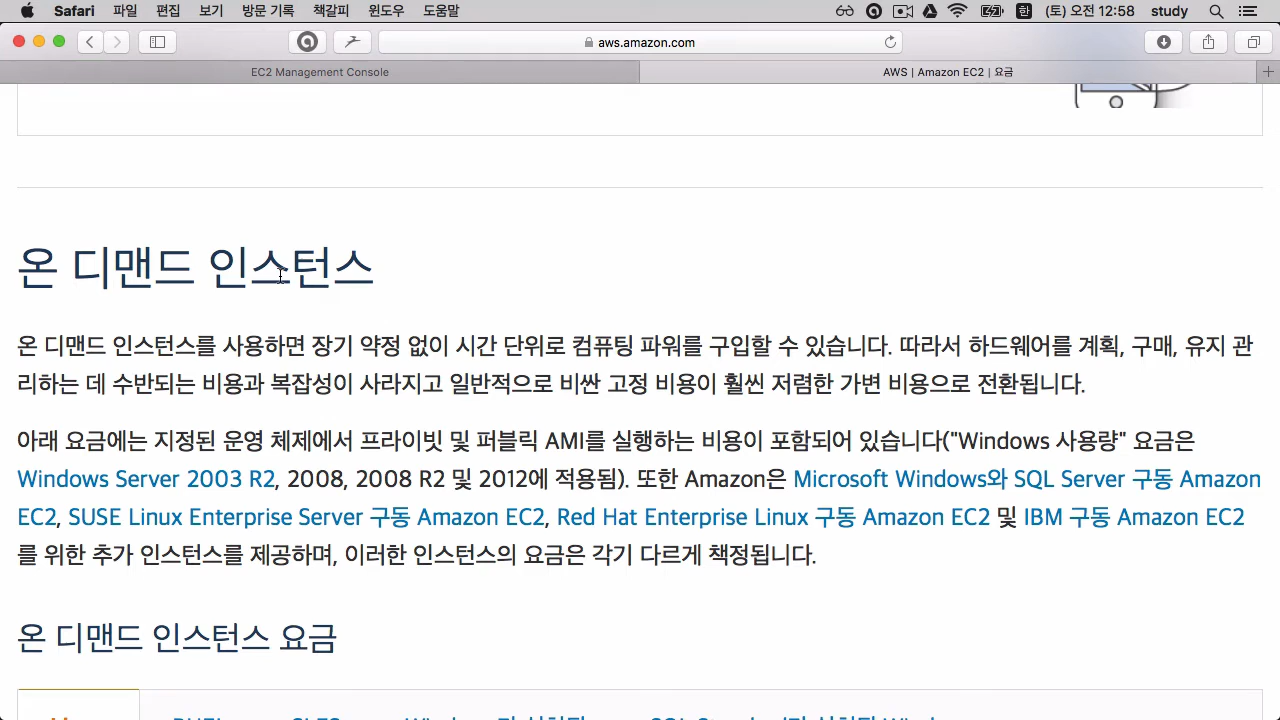 Safari 파일 편집 보기 방문 기록 책갈피 윈도우 도움말 한 (토) 오전 12:58 study
aws.amazon.com
EC2 Management Console AWS | Amazon EC2 | 요금
온 디맨드 인스턴스
온 디맨드 인스턴스를 사용하면 장기 약정 없이 시간 단위로 컴퓨팅 파워를 구입할 수 있습니다. 따라서 하드웨어를 계획, 구매, 유지 관
리하는 데 수반되는 비용과 복잡성이 사라지고 일반적으로 비싼 고정 비용이 훨씬 저렴한 가변 비용으로 전환됩니다.
아래 요금에는 지정된 운영 체제에서 프라이빗 및 퍼블릭 AMI를 실행하는 비용이 포함되어 있습니다("Windows 사용량" 요금은
Windows Server 2003 R2, 2008, 2008 R2 및 2012에 적용됨). 또한 Amazon은 Microsoft Windows와 SQL Server 구동 Amazon
EC2, SUSE Linux Enterprise Server 구동 Amazon EC2, Red Hat Enterprise Linux 구동 Amazon EC2 및 IBM 구동 Amazon EC2
를 위한 추가 인스턴스를 제공하며, 이러한 인스턴스의 요금은 각기 다르게 책정됩니다.
온 디맨드 인스턴스 요금